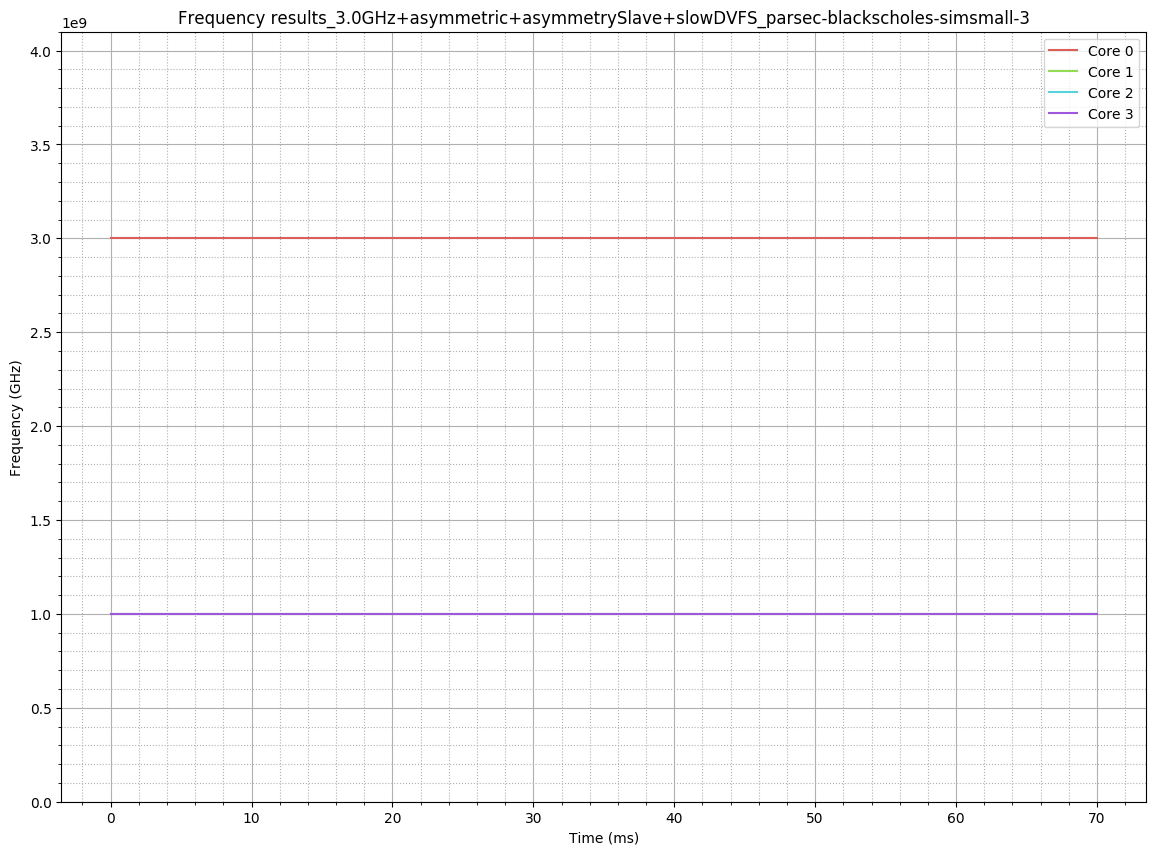 Frequency results_3.0GHz+asymmetric+asymmetrySlave+slowDVFS_parsec-blackscholes-simsmall-3
1e9
Core 0
Core 1
Core 2
Core 3
4.0
3.5
3.0
2.5
2.0
1.5
1.0
0.5
0.0
Frequency (GHz)
0 10 20 30 40 50 60 70
Time (ms)